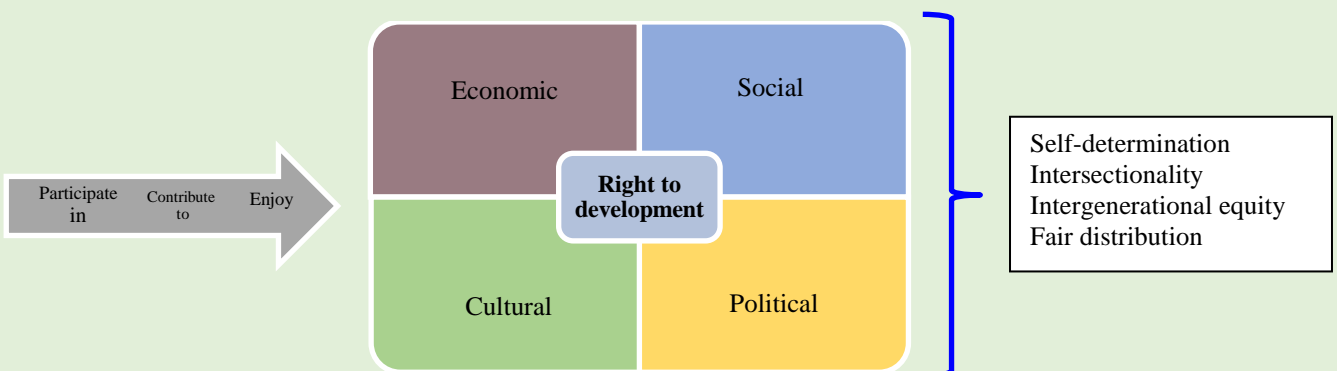 Participate
in
Contribute
to
Enjoy
Economic
Social
Right to
development
Cultural
Political
Self-determination
Intersectionality
Intergenerational equity
Fair distribution